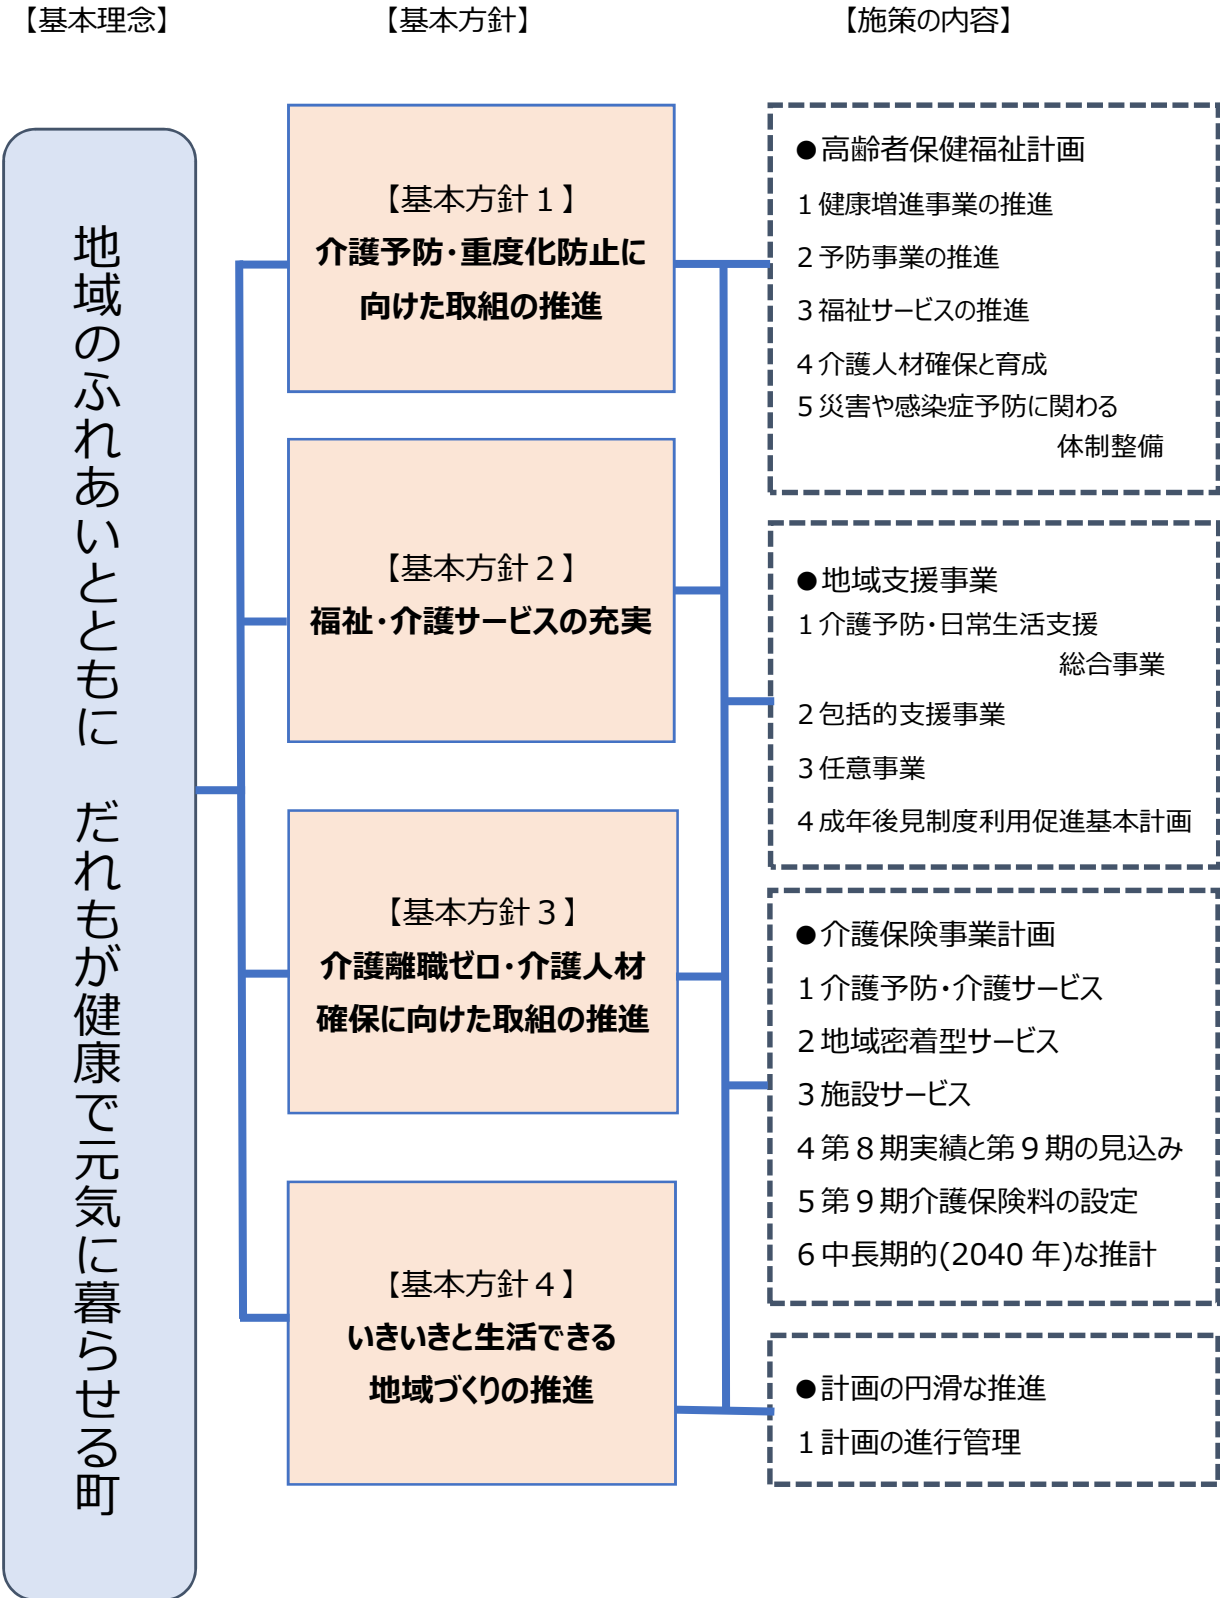 【基本理念】
【基本方針】
【施策の内容】
地域のふれあいとともに　だれもが健康で元気に暮らせる町
【基本方針１】
介護予防・重度化防止に
向けた取組の推進
【基本方針２】
福祉・介護サービスの充実
【基本方針３】
介護離職ゼロ・介護人材
確保に向けた取組の推進
【基本方針４】
いきいきと生活できる
地域づくりの推進
●高齢者保健福祉計画
１健康増進事業の推進
２予防事業の推進
３福祉サービスの推進
４介護人材確保と育成
５災害や感染症予防に関わる
体制整備
●地域支援事業
１介護予防・日常生活支援
総合事業
２包括的支援事業
３任意事業
４成年後見制度利用促進基本計画
●介護保険事業計画
１介護予防・介護サービス
２地域密着型サービス
３施設サービス
４第８期実績と第９期の見込み
５第９期介護保険料の設定
６中長期的(2040 年)な推計
●計画の円滑な推進
１計画の進行管理